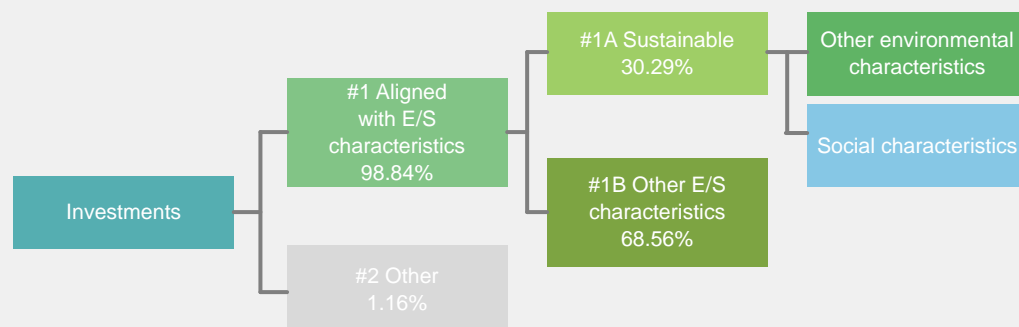 Investments
#1 Aligned
with E/S
characteristics
98.84%
#2 Other
1.16%
#1A Sustainable
30.29%
#1B Other E/S
characteristics
68.56%
Other environmental
characteristics
Social characteristics